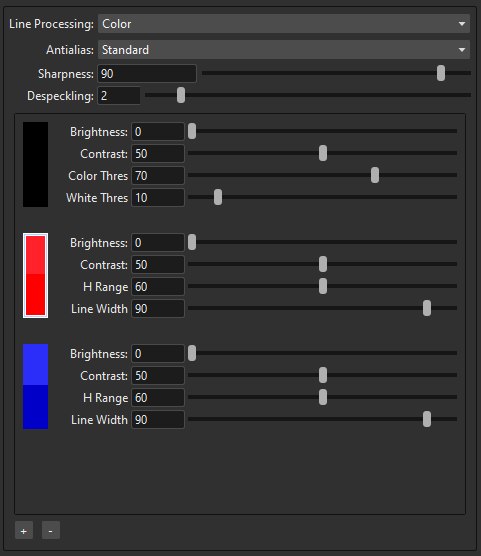 Line Processing: Color
Antialias: Standard
Sharpness: 90
Despeckling: 2
Brightness: 0
Contrast: 50
Color Thres 70
White Thres 10
Brightness: 0
Contrast: 50
H Range 60
Line Width 90
Brightness: 0
Contrast: 50
H Range 60
Line Width 90
+ -